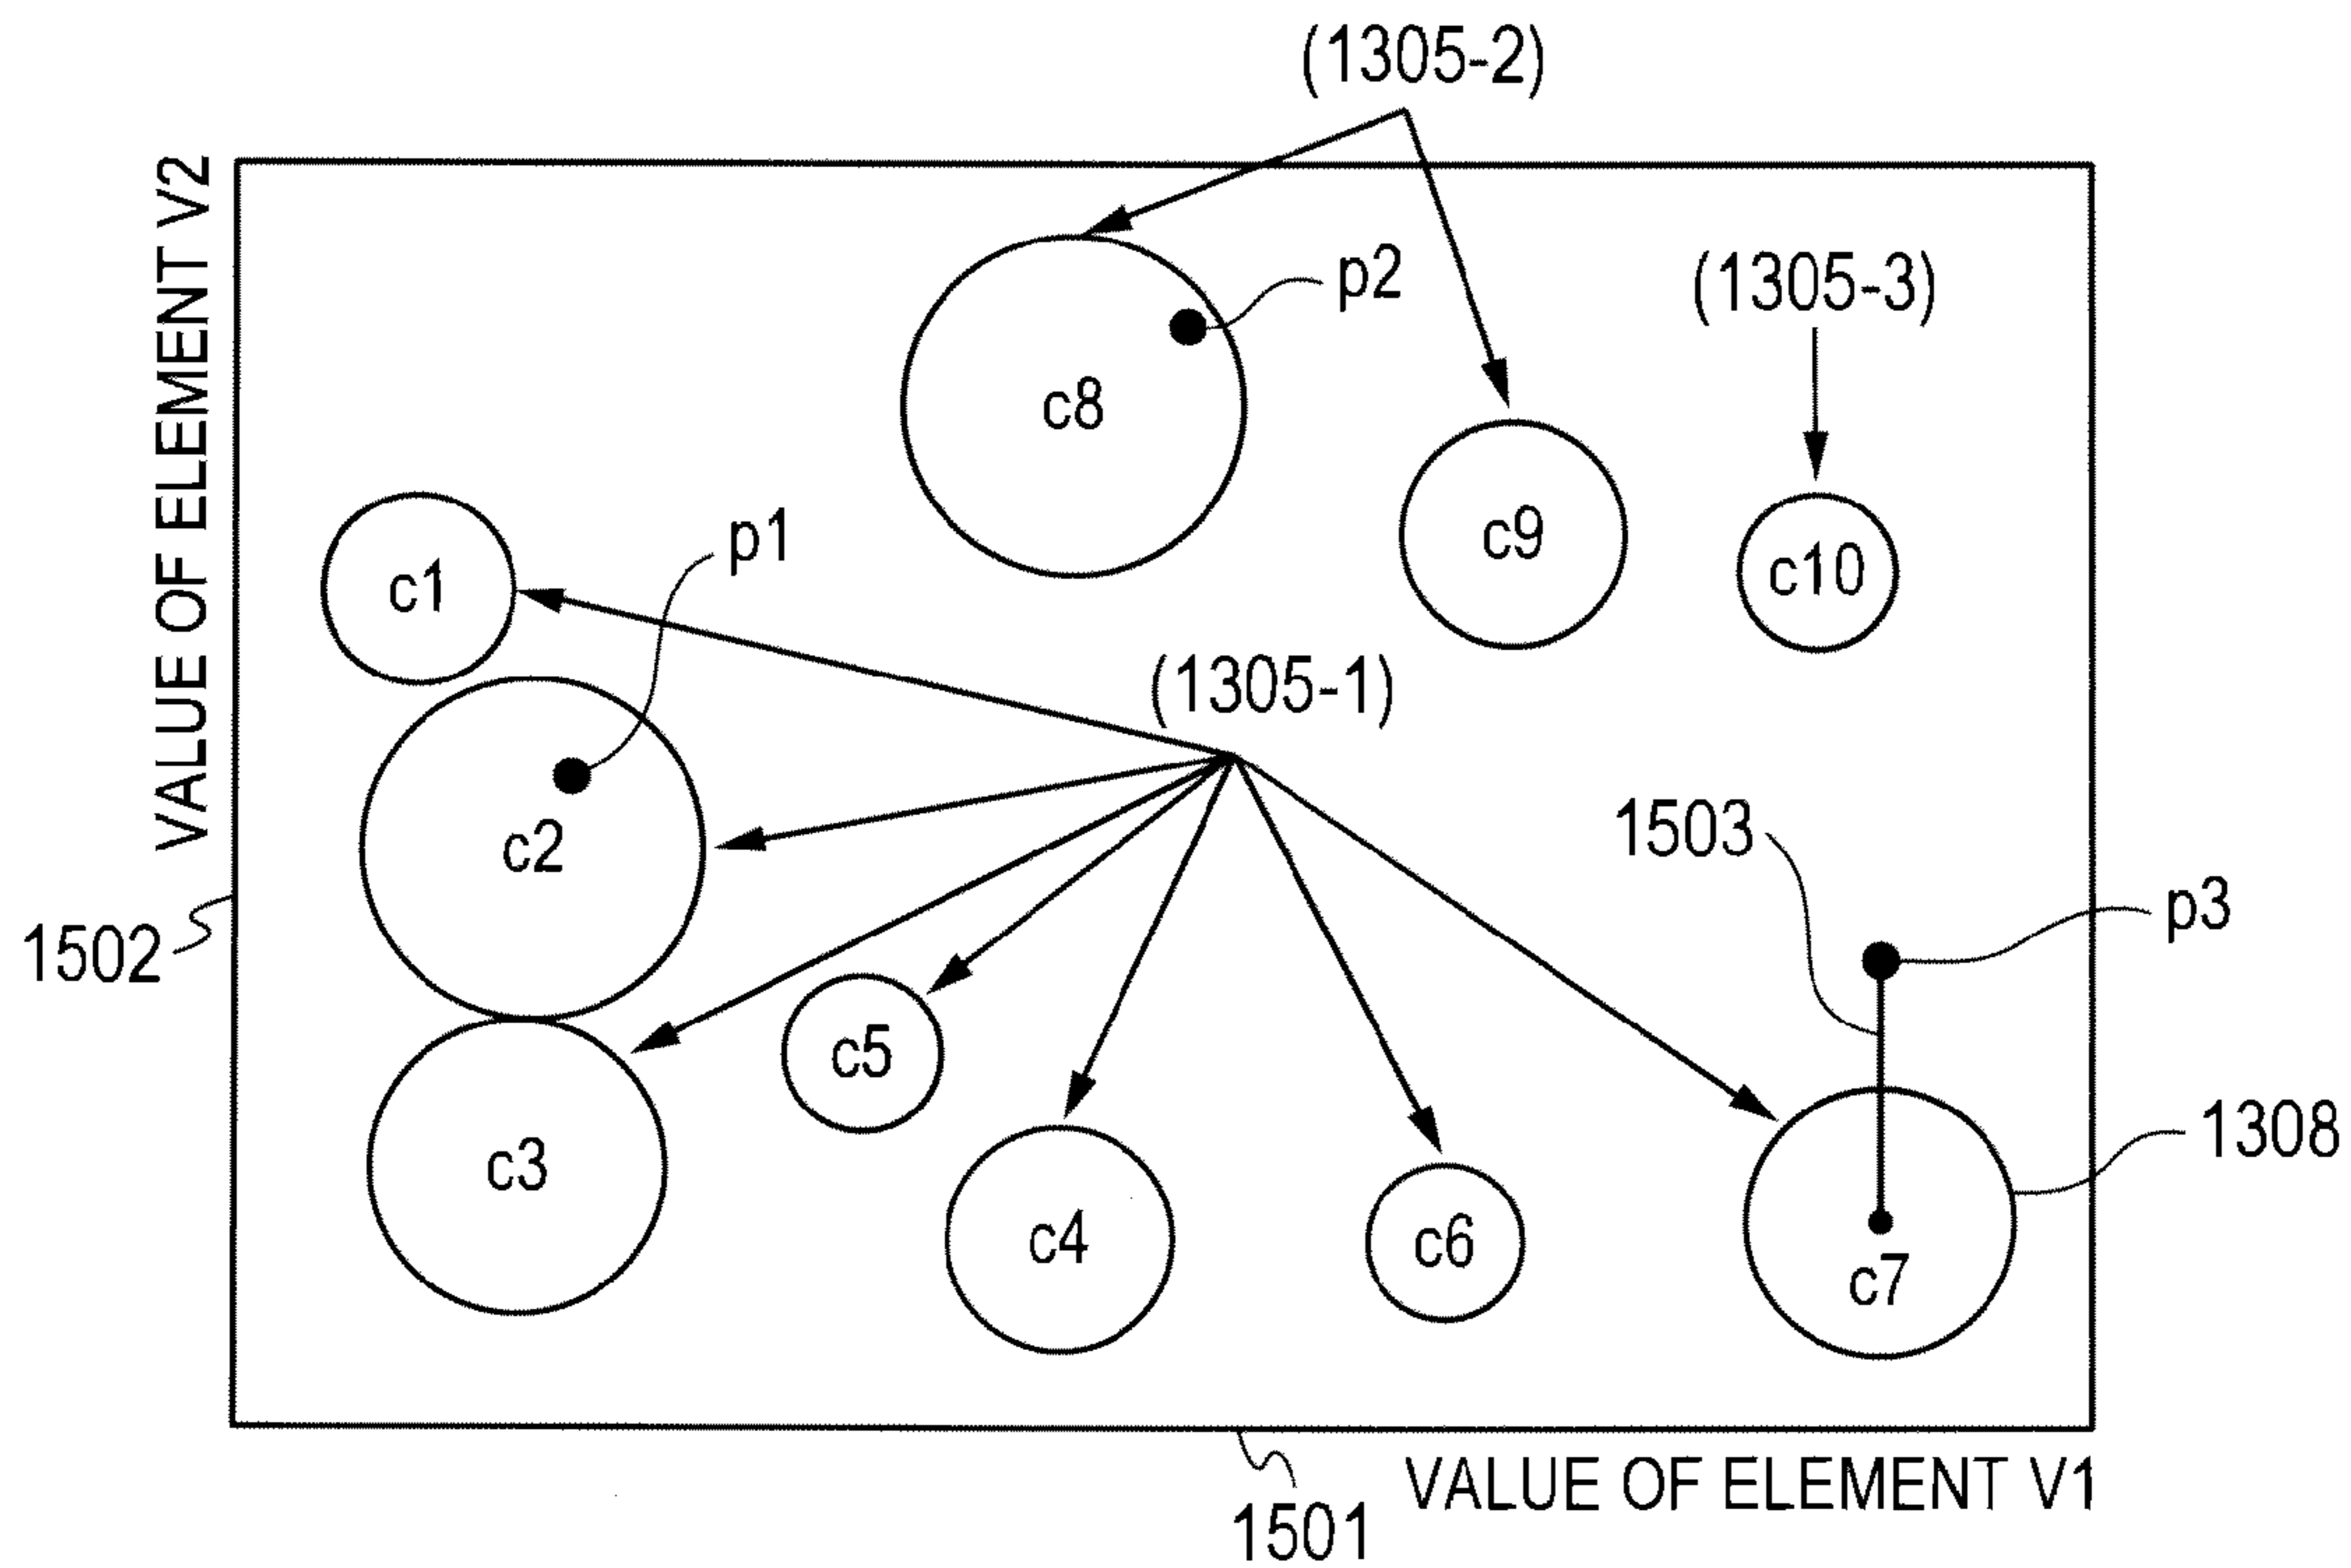 (1305-2)
VALUE OF ELEMENT V2
p2
(1305-3)
c8
p1
c9
c1
c10
(1305-1)
1503
c2
p3
1502
c5
c3
1308
c4
c6
c7
VALUE OF ELEMENT V1
1501